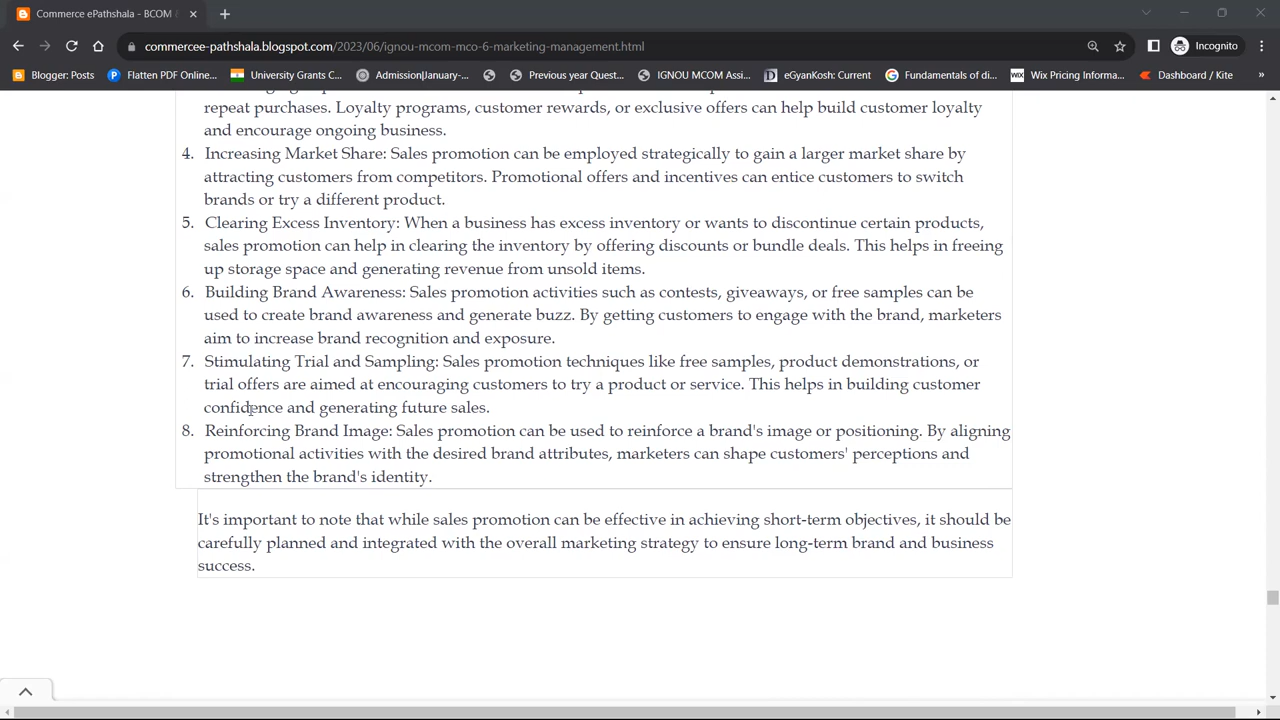 Commerce ePathshala - BCOM
commercee-pathshala.blogspot.com/2023/06/ignou-mcom-mco-6-marketing-management.html
Incognito
Blogger: Posts
Flatten PDF Online...
University Grants C...
Admission|January-...
Previous year Quest...
IGNOU MCOM Assi...
eGyanKosh: Current
Fundamentals of di...
Wix Pricing Informa...
Dashboard / Kite
»
repeat purchases. Loyalty programs, customer rewards, or exclusive offers can help build customer loyalty
and encourage ongoing business.
4. Increasing Market Share: Sales promotion can be employed strategically to gain a larger market share by
attracting customers from competitors. Promotional offers and incentives can entice customers to switch
brands or try a different product.
5. Clearing Excess Inventory: When a business has excess inventory or wants to discontinue certain products,
sales promotion can help in clearing the inventory by offering discounts or bundle deals. This helps in freeing
up storage space and generating revenue from unsold items.
6. Building Brand Awareness: Sales promotion activities such as contests, giveaways, or free samples can be
used to create brand awareness and generate buzz. By getting customers to engage with the brand, marketers
aim to increase brand recognition and exposure.
7. Stimulating Trial and Sampling: Sales promotion techniques like free samples, product demonstrations, or
trial offers are aimed at encouraging customers to try a product or service. This helps in building customer
confidence and generating future sales.
8. Reinforcing Brand Image: Sales promotion can be used to reinforce a brand's image or positioning. By aligning
promotional activities with the desired brand attributes, marketers can shape customers' perceptions and
strengthen the brand's identity.
It's important to note that while sales promotion can be effective in achieving short-term objectives, it should be
carefully planned and integrated with the overall marketing strategy to ensure long-term brand and business
success.